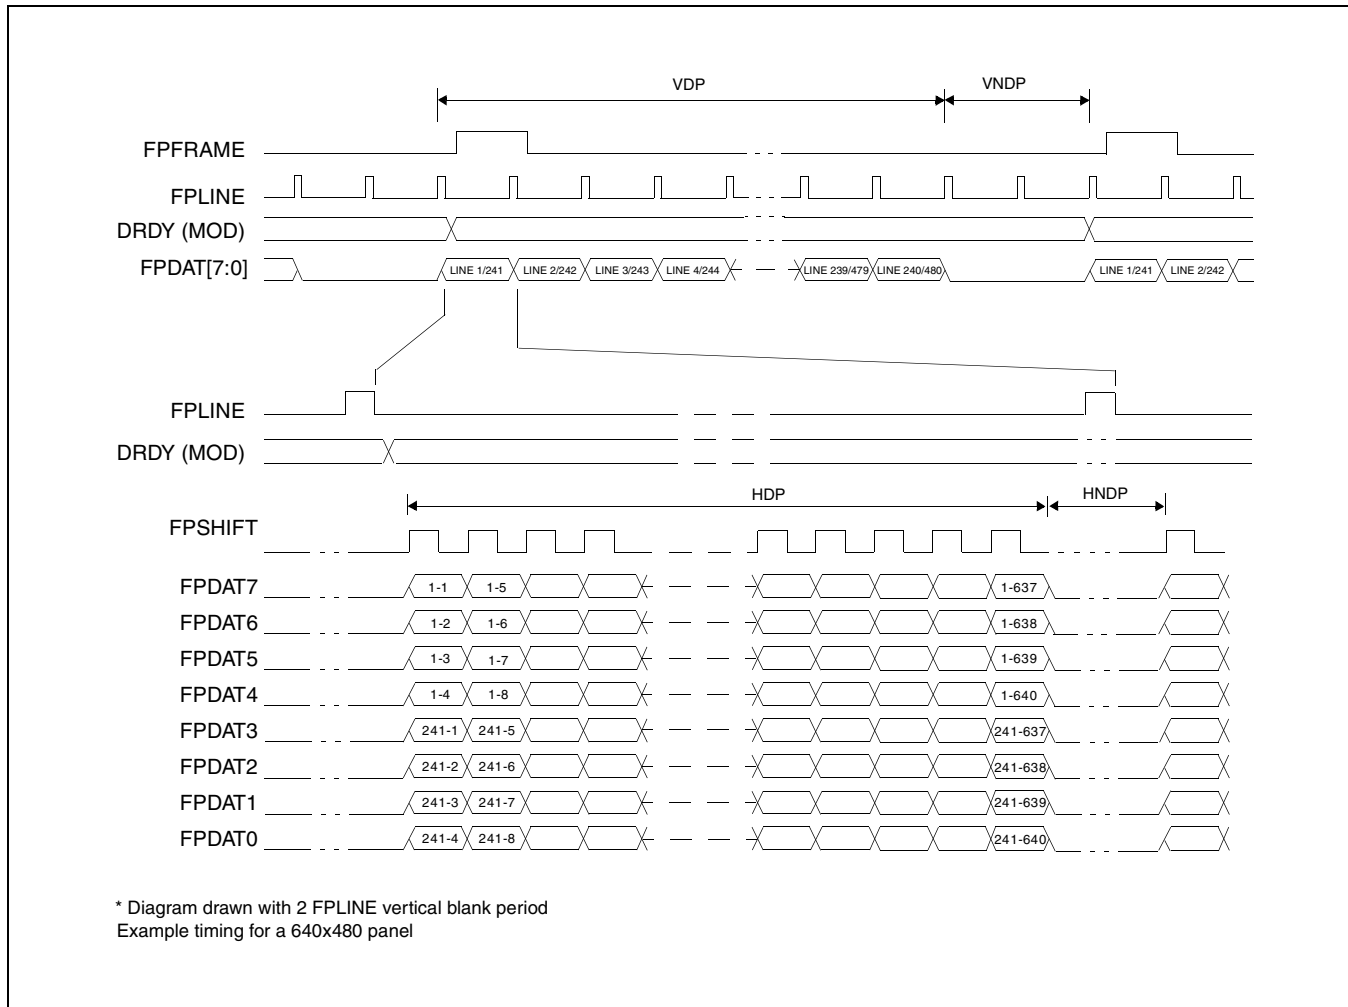 VDP VNDP
FPFRAME
FPLINE
DRDY (MOD)
FPDAT[7:0] LINE 1/241 LINE 2/242 LINE 3/243 LINE 4/244 LINE 239/479 LINE 240/480 LINE 1/241 LINE 2/242
FPLINE
DRDY (MOD)
HDP HNDP
FPSHIFT
FPDAT7 1-1 1-5 1-637
FPDAT6 1-2 1-6 1-638
FPDAT5 1-3 1-7 1-639
FPDAT4 1-4 1-8 1-640
FPDAT3 241-1 241-5 241-637
FPDAT2 241-2 241-6 241-638
FPDAT1 241-3 241-7 241-639
FPDAT0 241-4 241-8 241-640
* Diagram drawn with 2 FPLINE vertical blank period
Example timing for a 640x480 panel